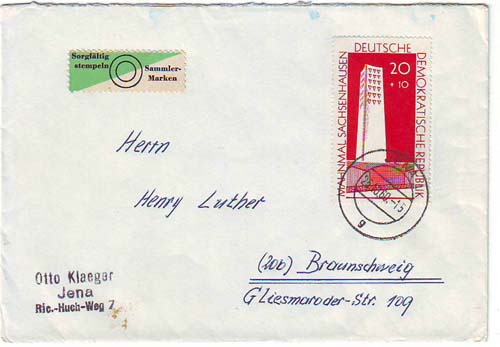 Sorgfältig
stempeln
Sammler-
Marken
DEUTSCHE
DEMOKRATISCHE REPUBLIK
20
+10
MAHNMAL SACHSENHAUSEN
Herrn
Henry Luther
(20b) Braunschweig
Gliesmaroder-Str. 109
Otto Klaeger
Jena
Ric.-Huch-Weg 7